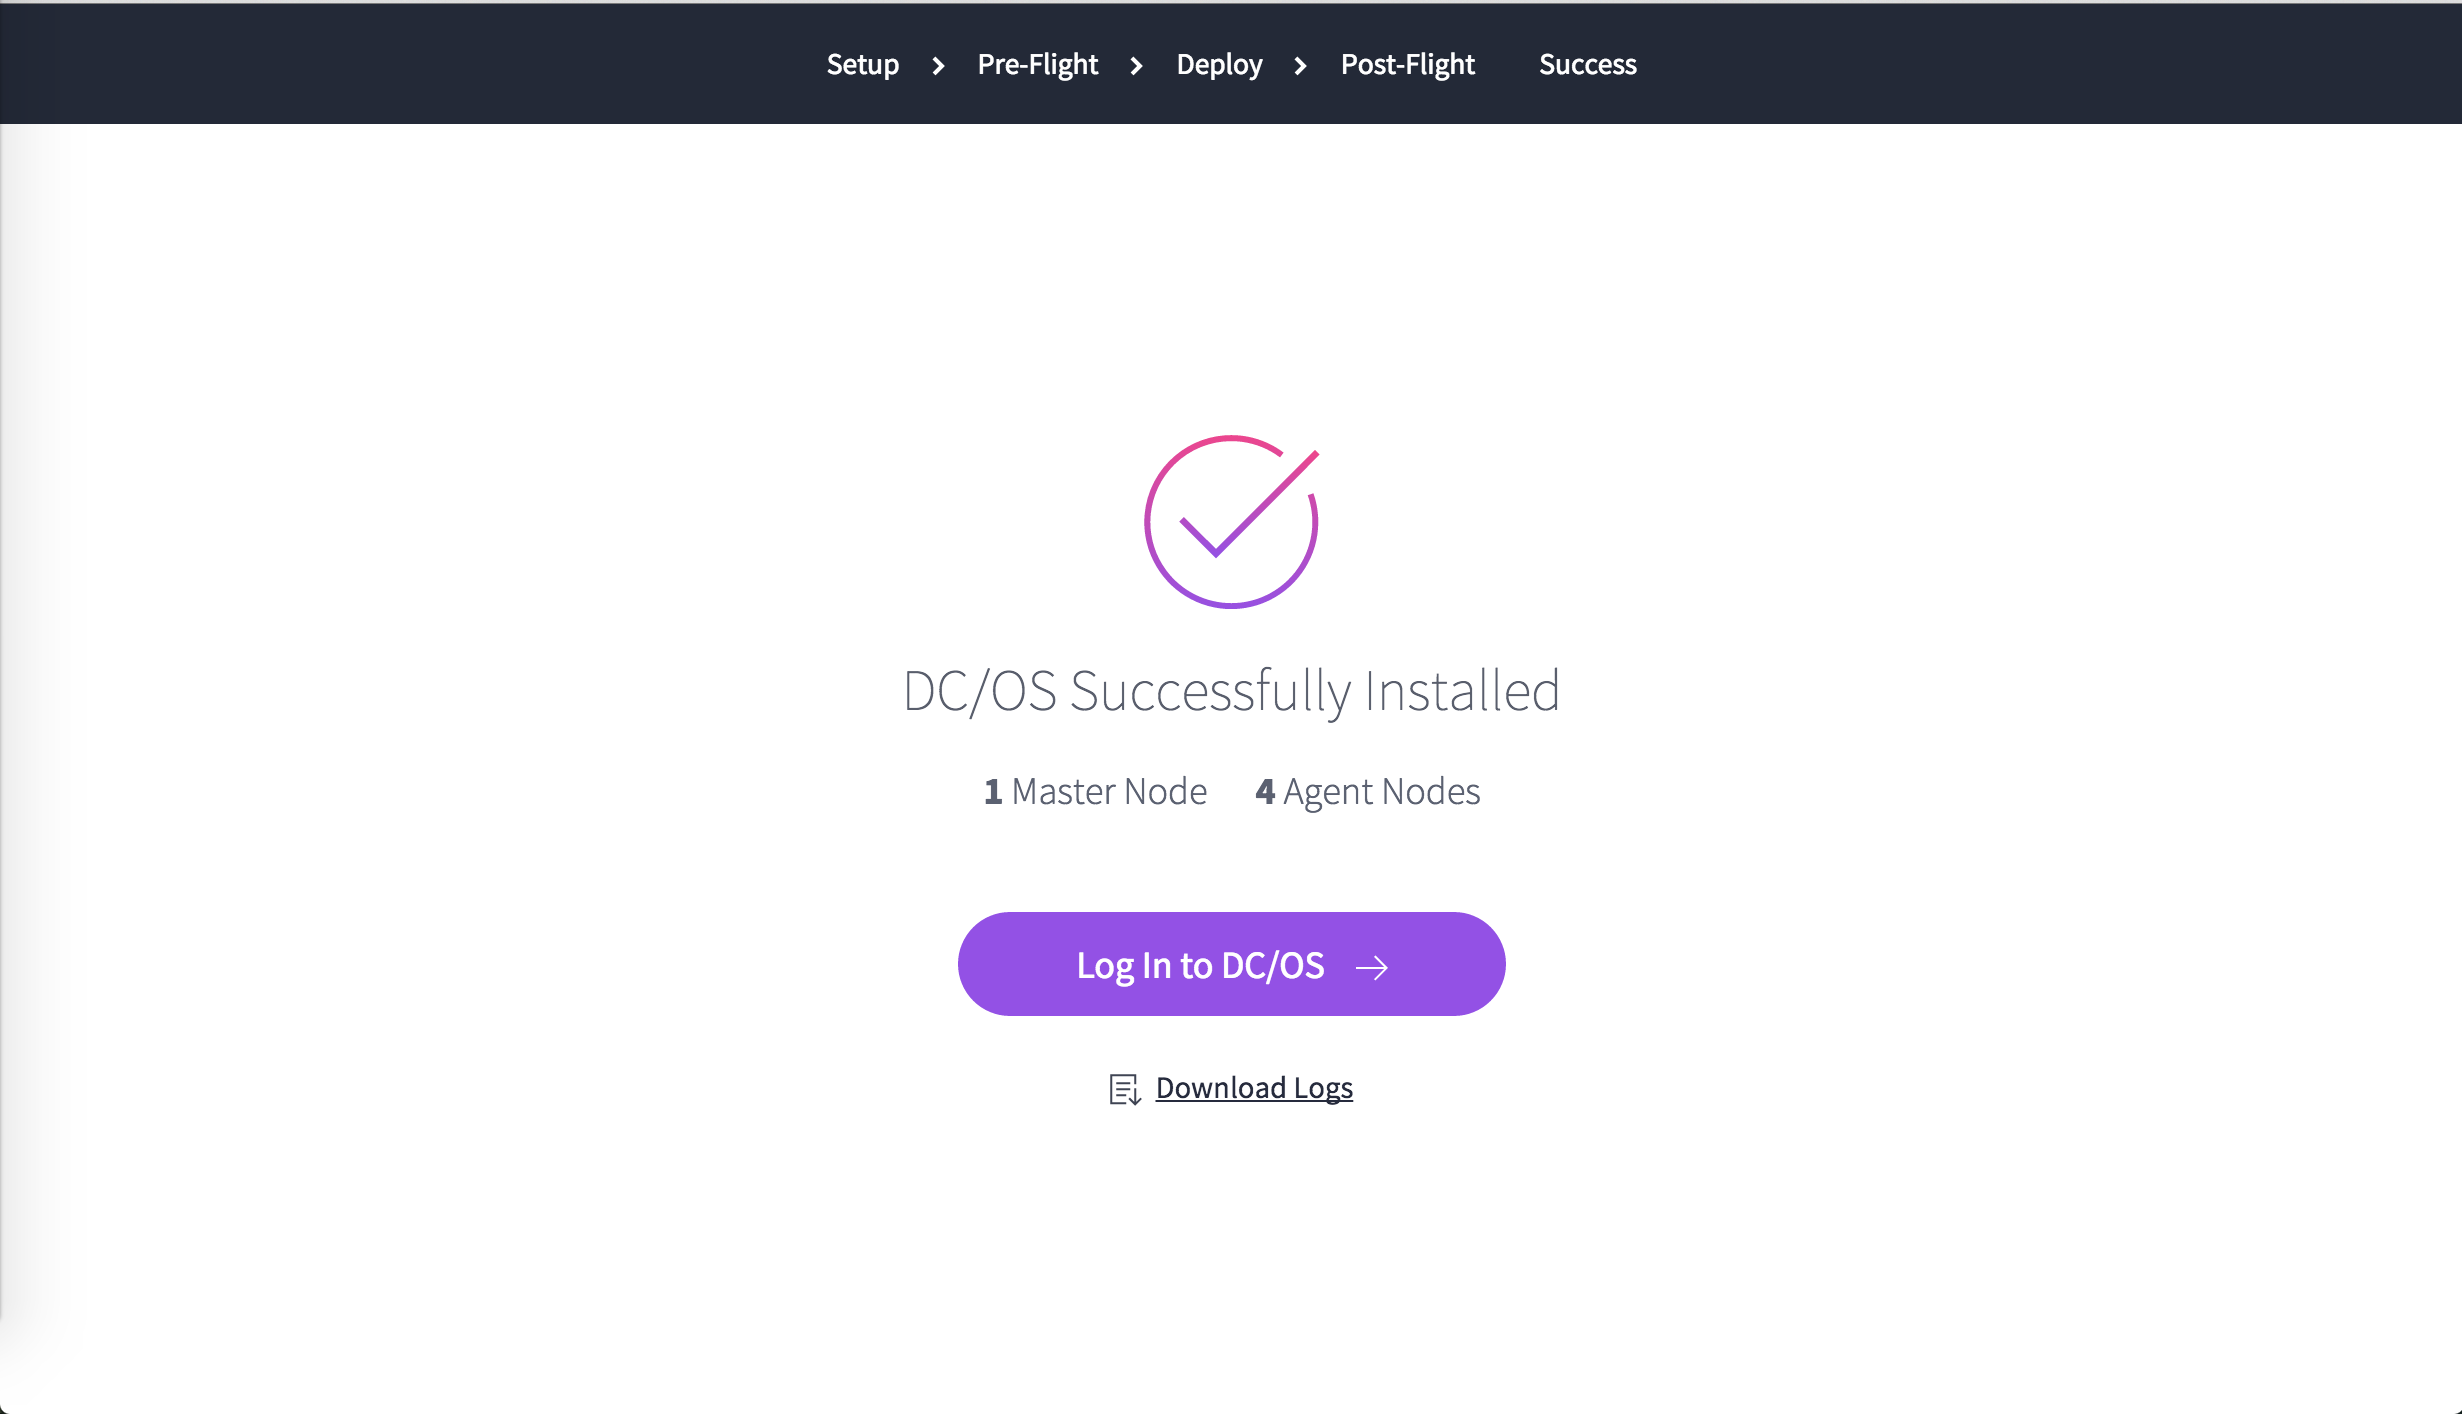 Setup Pre-Flight Deploy Post-Flight Success
DC/OS Successfully Installed
1 Master Node 4 Agent Nodes
Log In to DC/OS
Download Logs